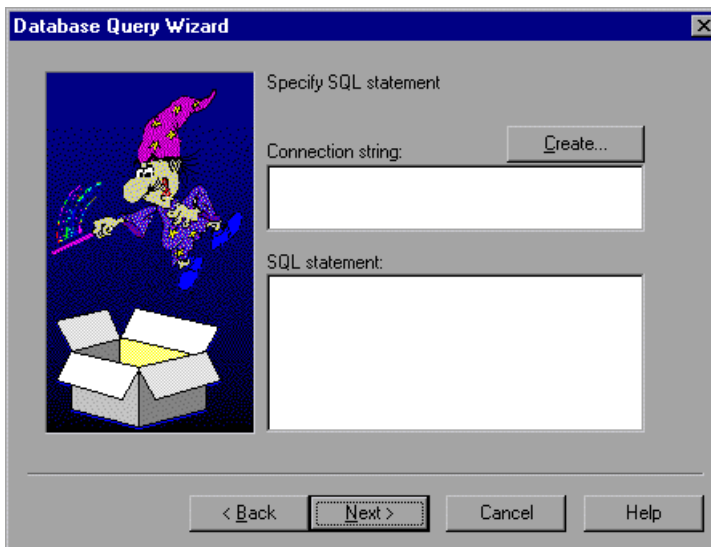 Database Query Wizard
Specify SQL statement
Connection string:
Create...
SQL statement:
< Back
Next >
Cancel
Help